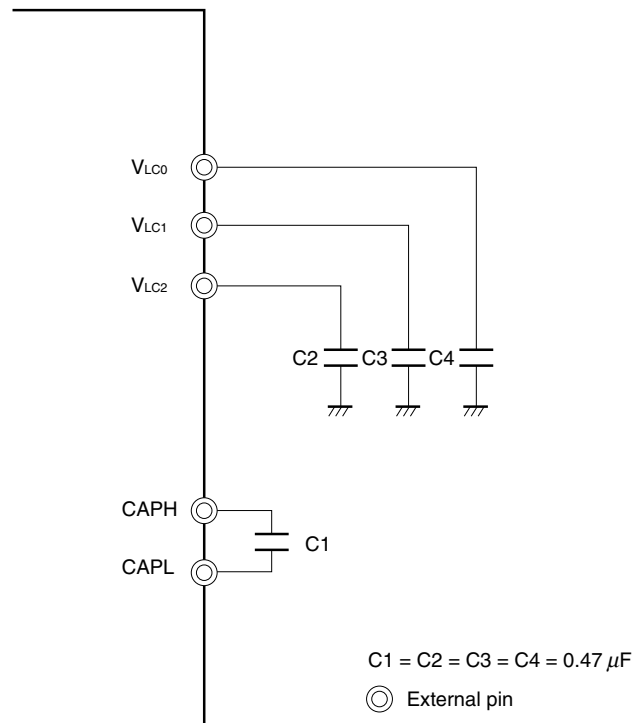 VLC0
VLC1
VLC2
C2 C3 C4
CAPH
C1
CAPL
C1 = C2 = C3 = C4 = 0.47 μF
External pin